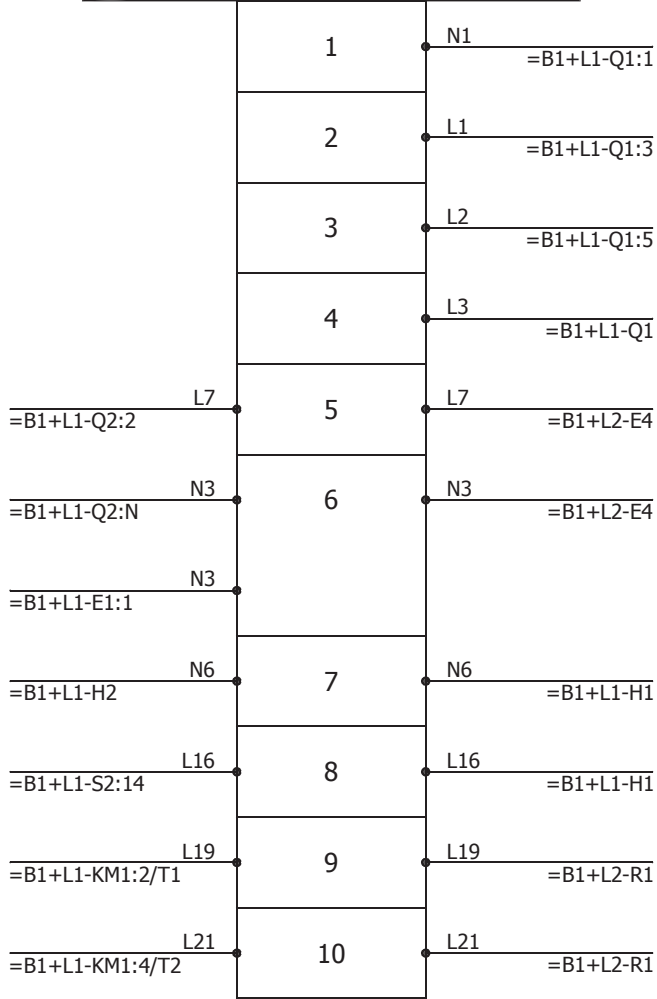 1
N1
=B1+L1-Q1:1
2
L1
=B1+L1-Q1:3
3
L2
=B1+L1-Q1:5
4
L3
=B1+L1-Q1
L7
=B1+L1-Q2:2
5
L7
=B1+L2-E4
N3
=B1+L1-Q2:N
6
N3
=B1+L2-E4
N3
=B1+L1-E1:1
N6
=B1+L1-H2
7
N6
=B1+L1-H1
L16
=B1+L1-S2:14
8
L16
=B1+L1-H1
L19
=B1+L1-KM1:2/T1
9
L19
=B1+L2-R1
L21
=B1+L1-KM1:4/T2
10
L21
=B1+L2-R1